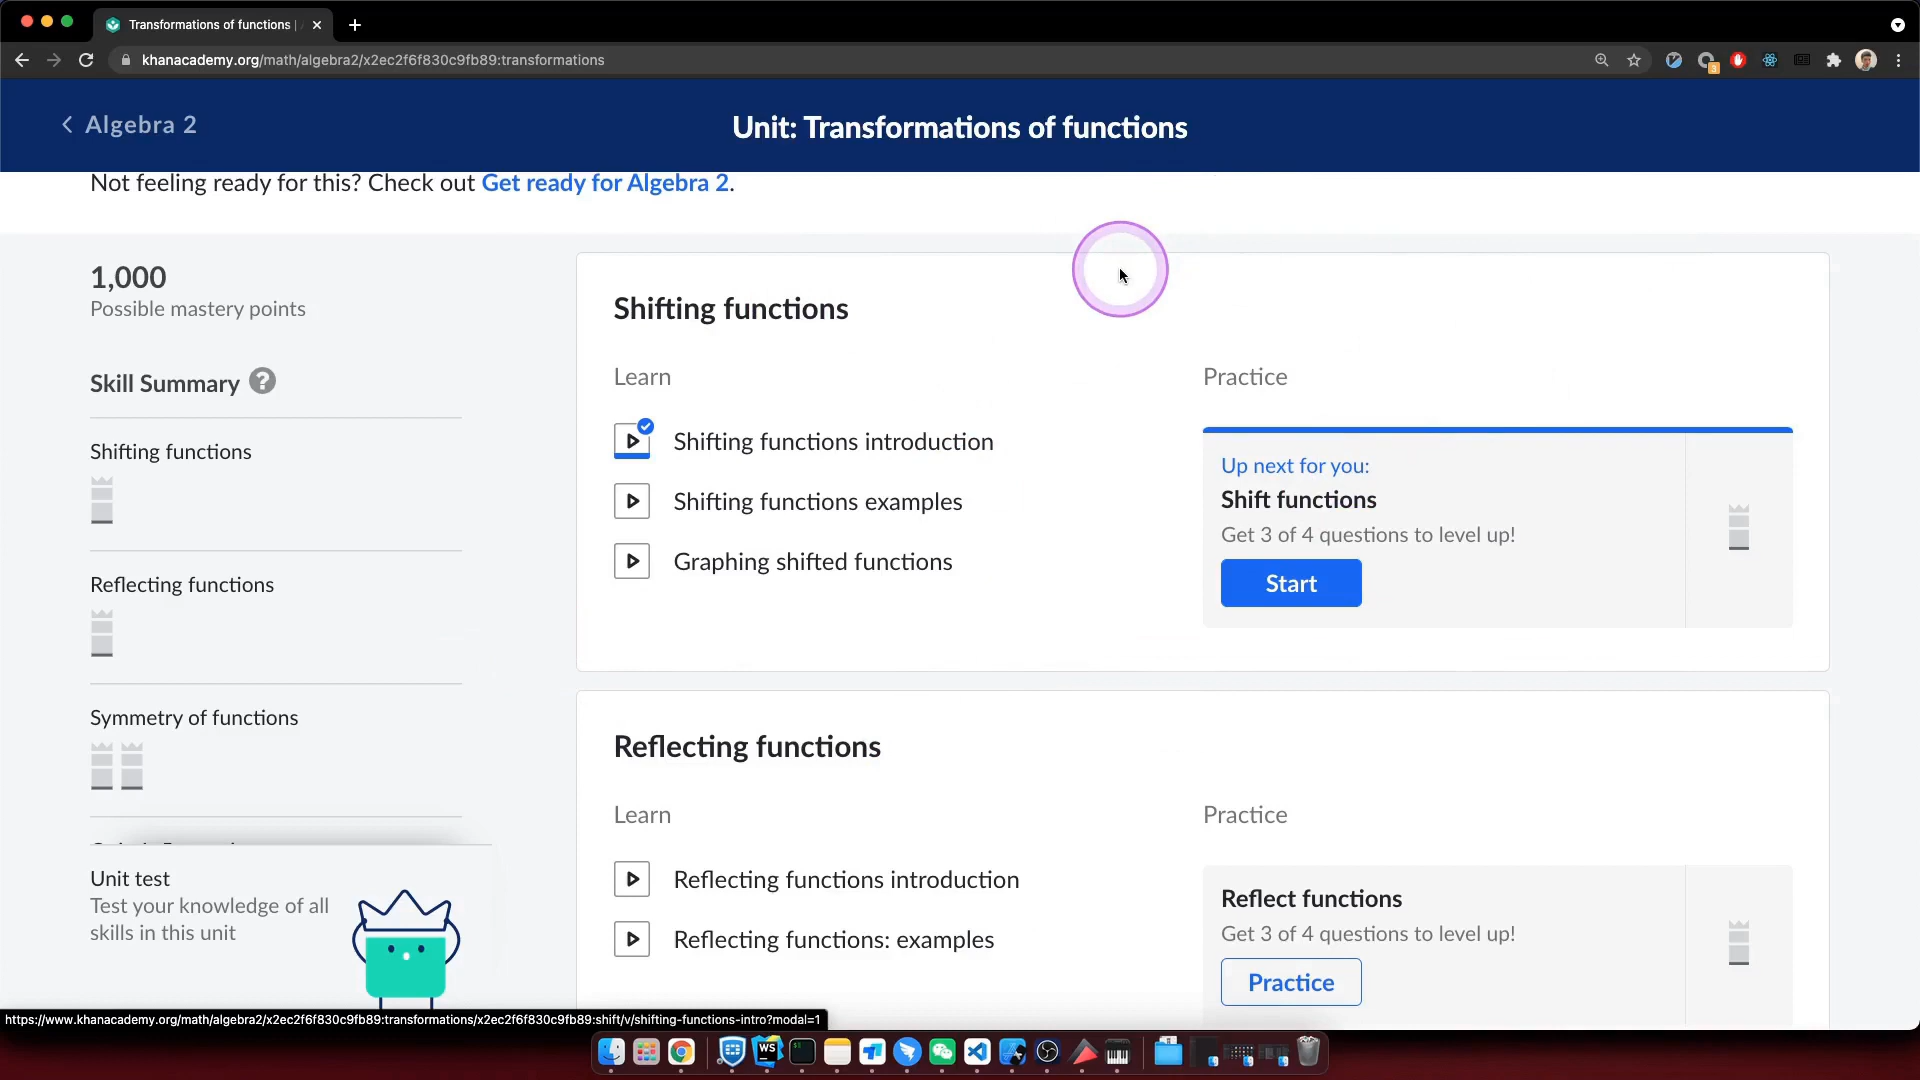 Transformations of functions |
khanacademy.org/math/algebra2/x2ec2f6f830c9fb89:transformations
3
Algebra 2
Unit: Transformations of functions
Not feeling ready for this? Check out Get ready for Algebra 2.
1,000
Possible mastery points
Skill Summary ?
Shifting functions
Reflecting functions
Symmetry of functions
Unit test
Test your knowledge of all
skills in this unit
Shifting functions
Learn
Shifting functions introduction
Shifting functions examples
Graphing shifted functions
Practice
Up next for you:
Shift functions
Get 3 of 4 questions to level up!
Start
Reflecting functions
Learn
Reflecting functions introduction
Reflecting functions: examples
Practice
Reflect functions
Get 3 of 4 questions to level up!
Practice
https://www.khanacademy.org/math/algebra2/x2ec2f6f830c9fb89:transformations/x2ec2f6f830c9fb89:shift/v/shifting-functions-intro?modal=1
WS